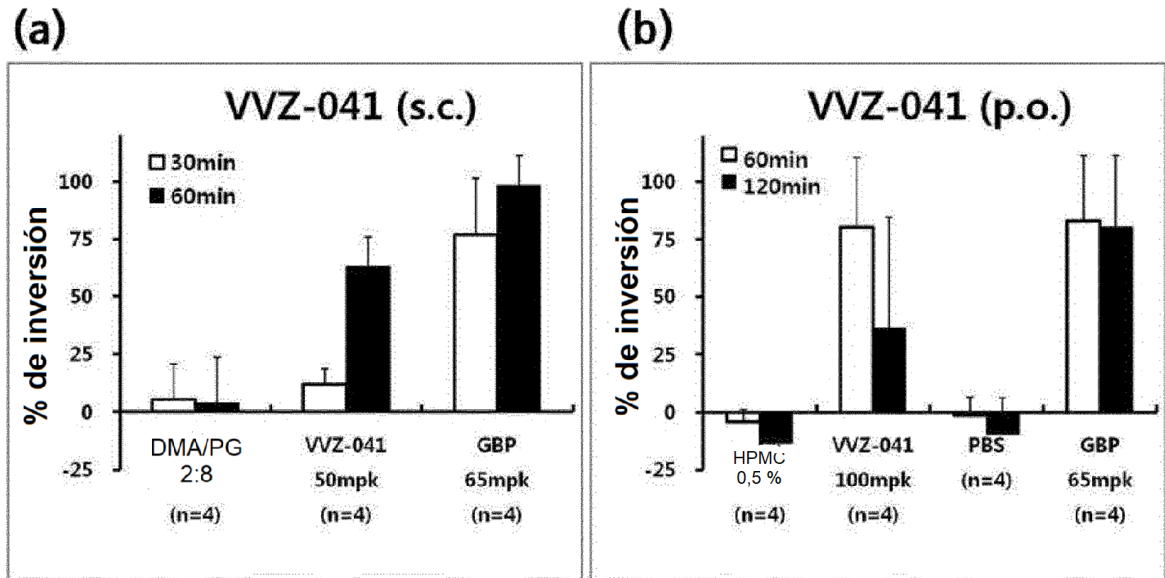 (a)
VVZ-041 (s.c.)
30min
60min
% de inversión
100
75
50
25
0
-25
DMA/PG
2:8
(n=4)
VVZ-041
50mpk
(n=4)
GBP
65mpk
(n=4)
(b)
VVZ-041 (p.o.)
60min
120min
% de inversión
100
75
50
25
0
-25
HPMC
0,5 %
(n=4)
VVZ-041
100mpk
(n=4)
PBS
(n=4)
GBP
65mpk
(n=4)